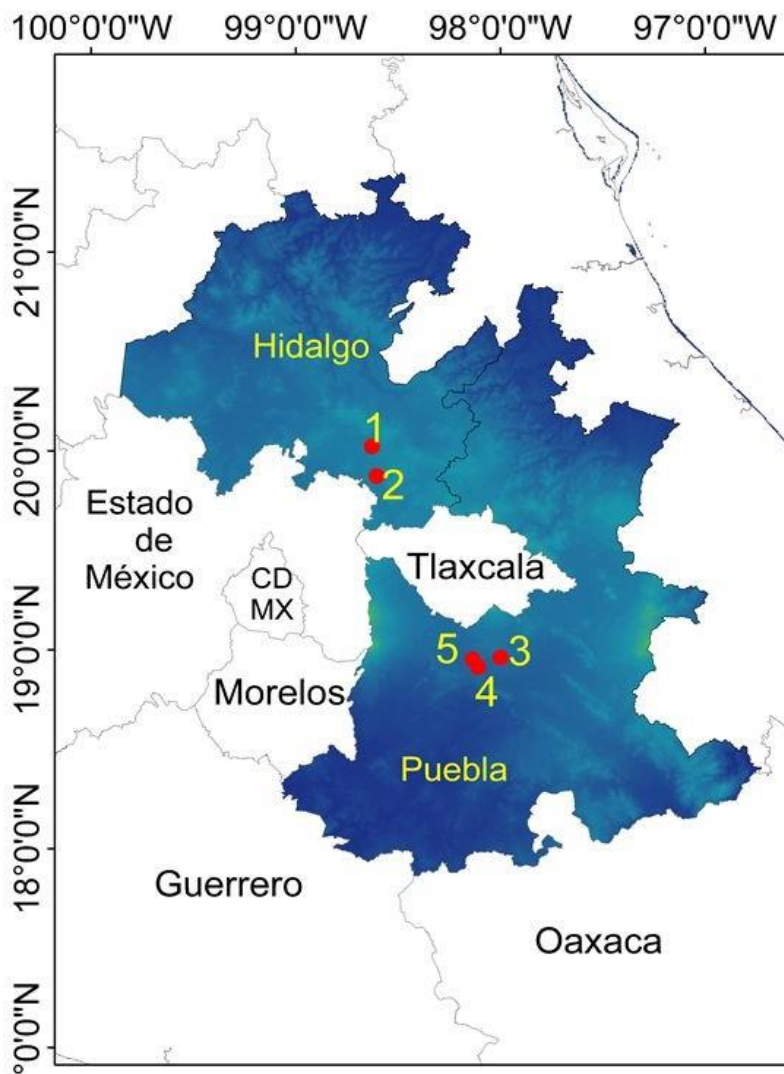 100°0'0"W 99°0'0"W 98°0'0"W 97°0'0"W
21°0'0"N
Hidalgo
1
20°0'0"N
2
Estado
de
México
Tlaxcala
CD
MX
19°0'0"N
5
3
4
Morelos
Puebla
18°0'0"N
Guerrero
Oaxaca
°0'0"N